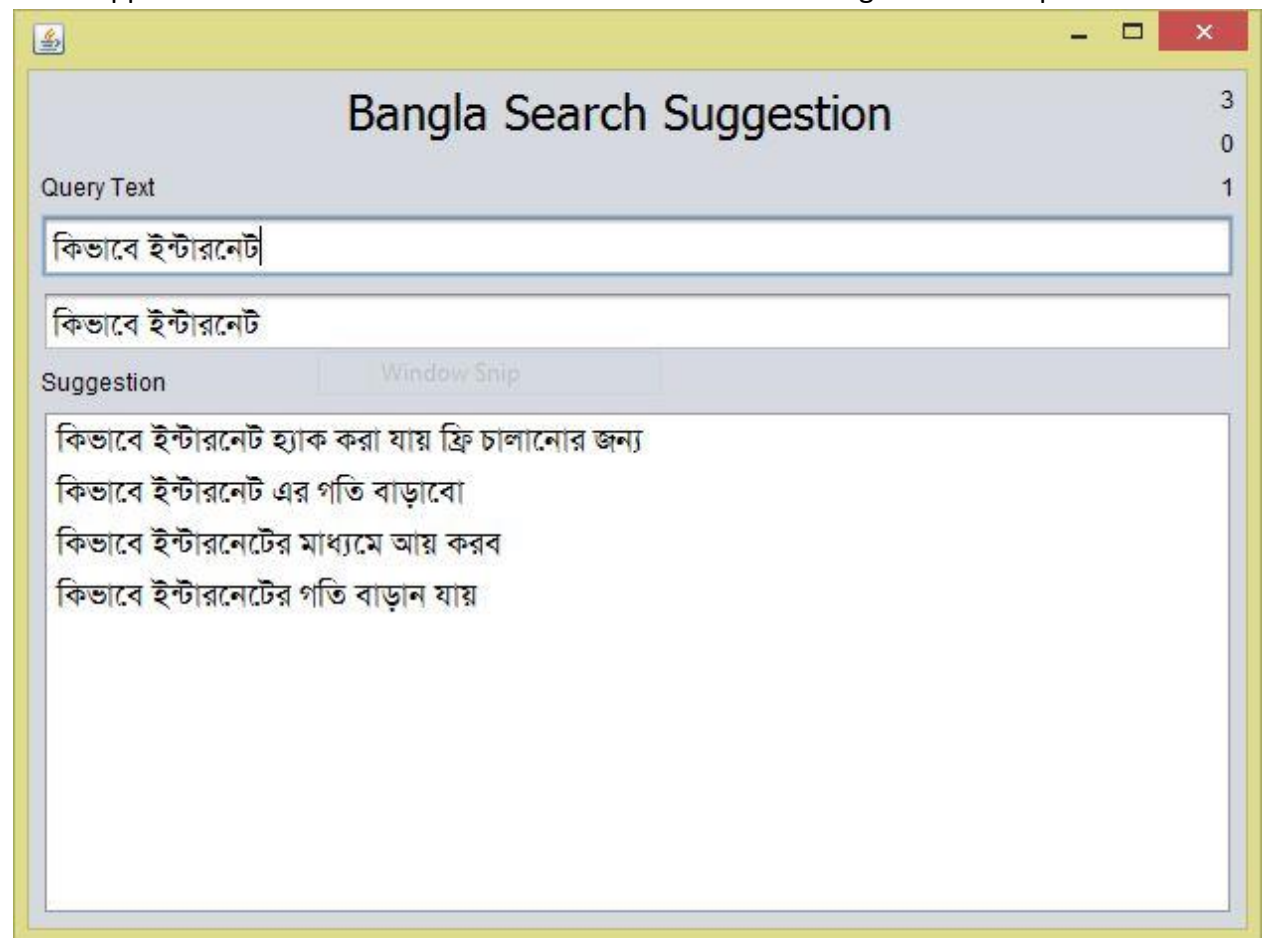 Bangla Search Suggestion
3
0
1
Query Text
কিভাবে ইন্টারনেট
কিভাবে ইন্টারনেট
Window Snip
Suggestion
কিভাবে ইন্টারনেট হ্যাক করা যায় ফ্রি চালানোর জন্য
কিভাবে ইন্টারনেট এর গতি বাড়াবো
কিভাবে ইন্টারনেটের মাধ্যমে আয় করব
কিভাবে ইন্টারনেটের গতি বাড়ান যায়